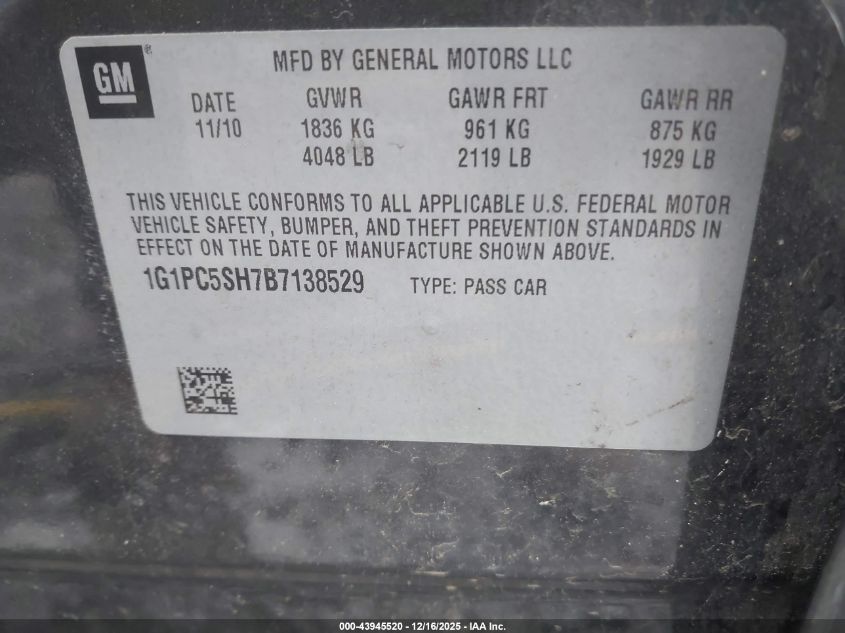 GM®
MFD BY GENERAL MOTORS LLC
DATE GVWR GAWR FRT GAWR RR
11/10 1836 KG 961 KG 875 KG
4048 LB 2119 LB 1929 LB
THIS VEHICLE CONFORMS TO ALL APPLICABLE U.S. FEDERAL MOTOR
VEHICLE SAFETY, BUMPER, AND THEFT PREVENTION STANDARDS IN
EFFECT ON THE DATE OF MANUFACTURE SHOWN ABOVE.
1G1PC5SH7B7138529 TYPE: PASS CAR
000-43945520 - 12/16/2025 - IAA Inc.